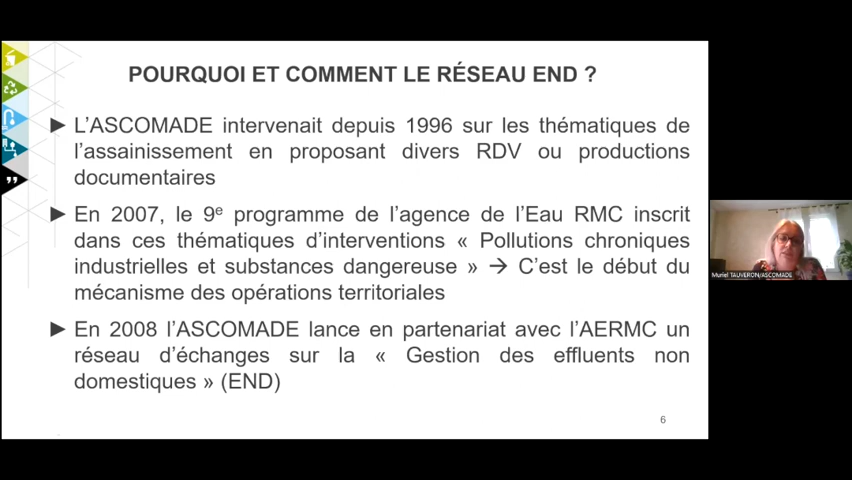 POURQUOI ET COMMENT LE RÉSEAU END ?
► L'ASCOMADE intervenait depuis 1996 sur les thématiques de
l'assainissement en proposant divers RDV ou productions
documentaires
► En 2007, le 9e programme de l'agence de l'Eau RMC inscrit
dans ces thématiques d'interventions « Pollutions chroniques
industrielles et substances dangereuse » → C'est le début du
mécanisme des opérations territoriales
► En 2008 l'ASCOMADE lance en partenariat avec l'AERMC un
réseau d'échanges sur la « Gestion des effluents non
domestiques » (END)
6
Muriel TAUVERON/ASCOMADE